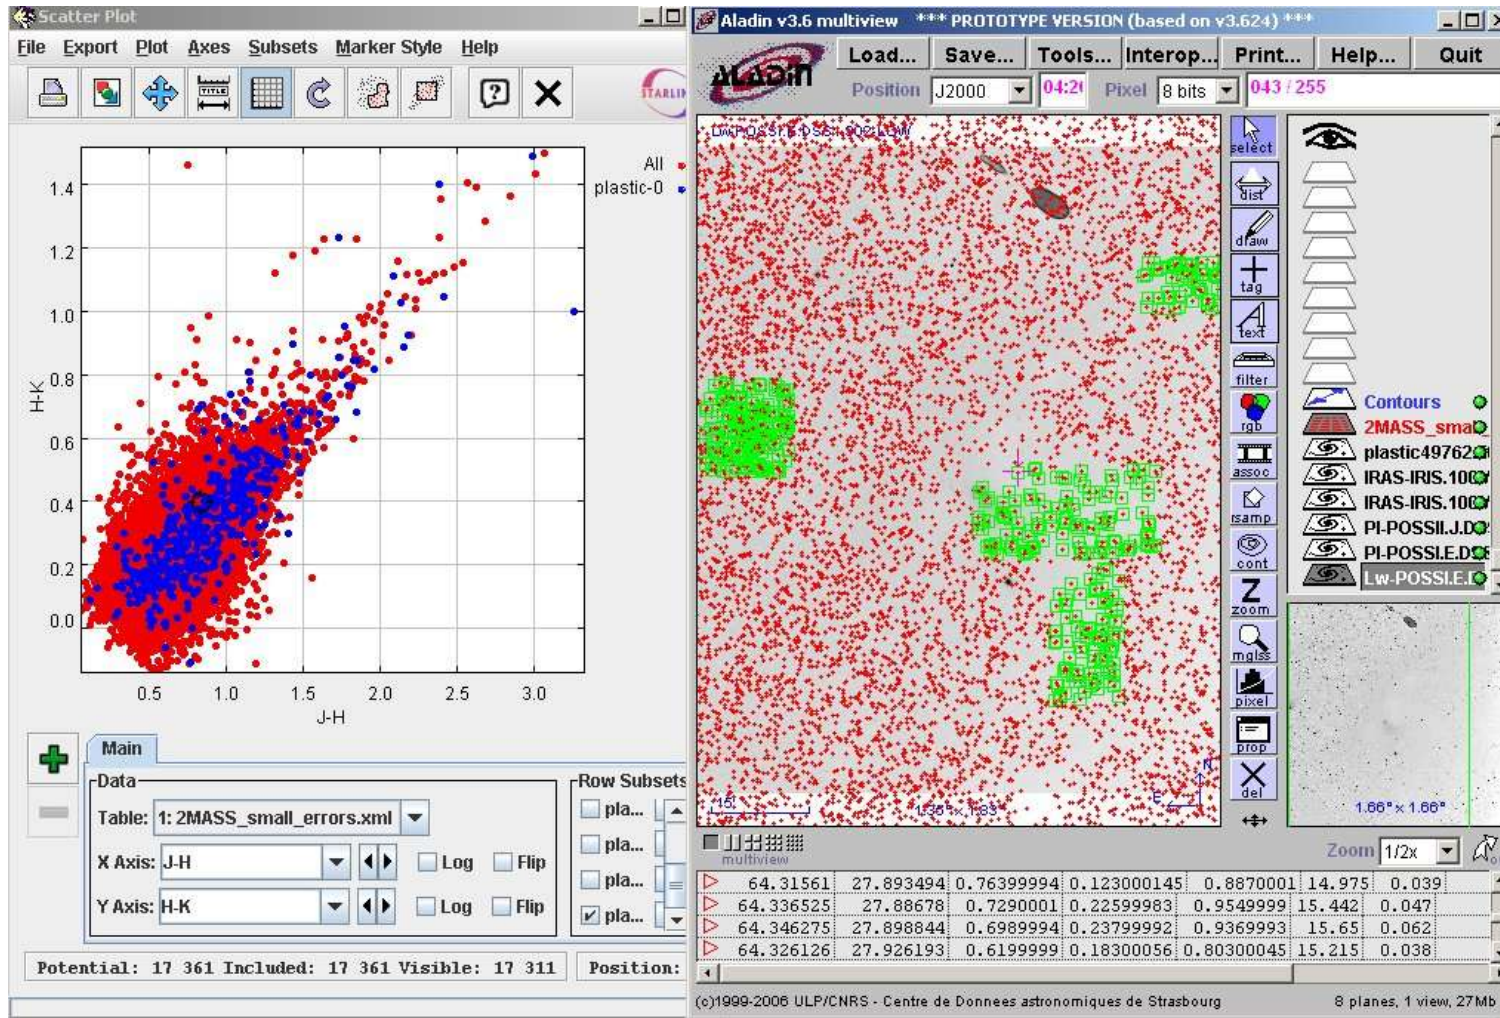 Scatter Plot
File Export Plot Axes Subsets Marker Style Help
TITLE
STARLIN
All
plastic-0
1.4
1.2
1.0
0.8
0.6
0.4
0.2
0.0
H-K
0.5 1.0 1.5 2.0 2.5 3.0
J-H
Main
Data
Table: 1: 2MASS_small_errors.xml
X Axis: J-H Log Flip
Y Axis: H-K Log Flip
Row Subsets
pla...
pla...
pla...
pla...
Potential: 17 361 Included: 17 361 Visible: 17 311
Position:
Aladin v3.6 multiview *** PROTOTYPE VERSION (based on v3.624) ***
ALADIN
Load... Save... Tools... Interop... Print... Help... Quit
Position J2000 04:2 Pixel 8 bits 043 / 255
15'
N
E
select
dist
draw
tag
text
filter
rgb
assoc
rsamp
cont
zoom
mglss
pixel
prop
del
Contours
2MASS_smal
plastic49762
IRAS-IRIS.100
IRAS-IRIS.100
PI-POSSII.J.D
PI-POSSI.E.DS
Lw-POSSI.E.D
1.66° x 1.66°
multiview
Zoom 1/2x
64.31561 27.893494 0.76399994 0.123000145 0.8870001 14.975 0.039
64.336525 27.88678 0.7290001 0.22599983 0.9549999 15.442 0.047
64.346275 27.898844 0.6989994 0.23799992 0.9369993 15.65 0.062
64.326126 27.926193 0.6199999 0.18300056 0.80300045 15.215 0.038
(c)1999-2006 ULP/CNRS - Centre de Donnees astronomiques de Strasbourg
8 planes, 1 view, 27Mb